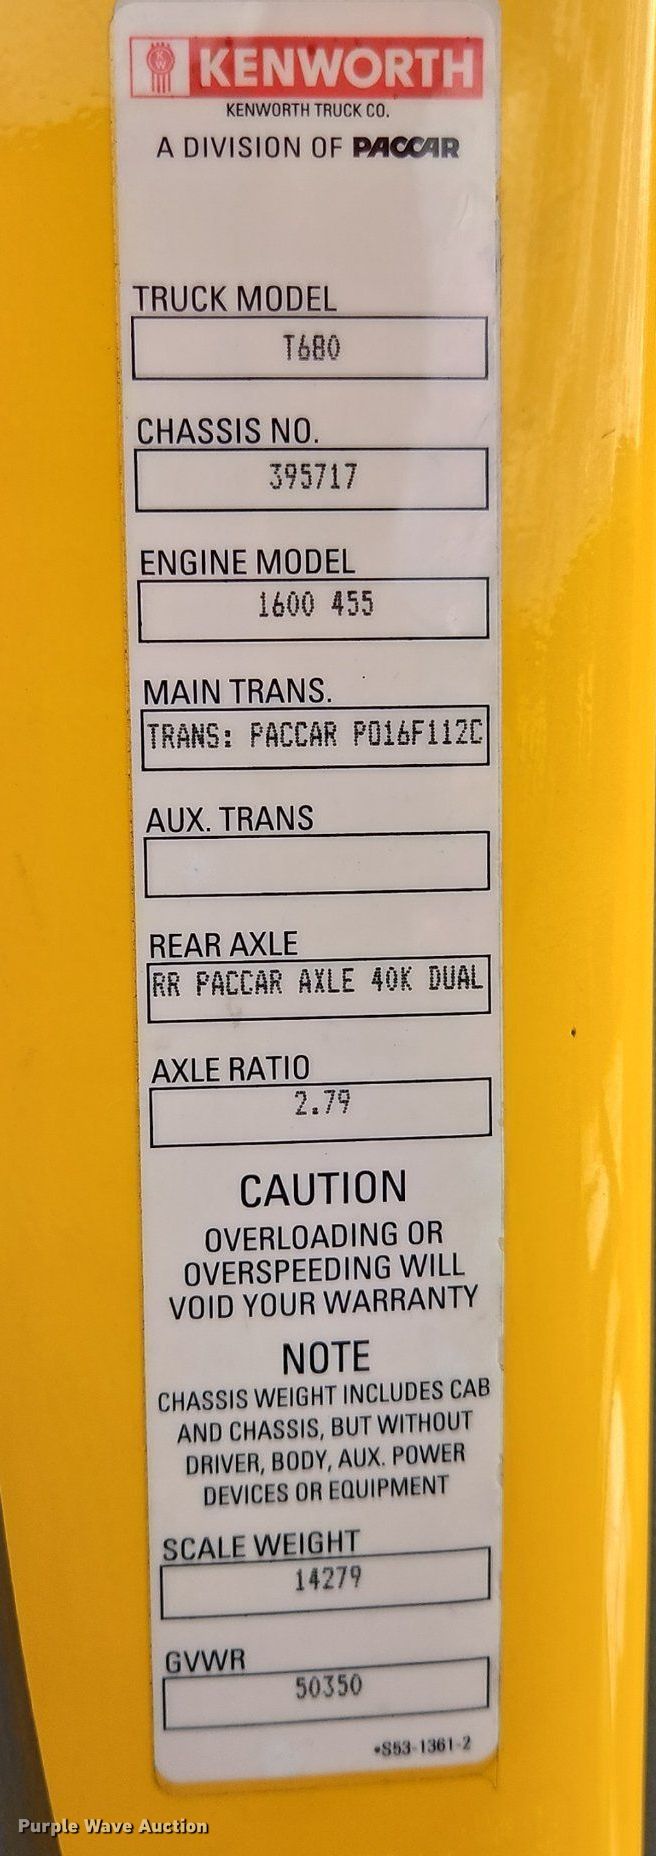 KW KENWORTH
KENWORTH TRUCK CO.
A DIVISION OF PACCAR
TRUCK MODEL
T680
CHASSIS NO.
395717
ENGINE MODEL
1600 455
MAIN TRANS.
TRANS: PACCAR PO16F112C
AUX. TRANS
REAR AXLE
RR PACCAR AXLE 40K DUAL
AXLE RATIO
2.79
CAUTION
OVERLOADING OR
OVERSPEEDING WILL
VOID YOUR WARRANTY
NOTE
CHASSIS WEIGHT INCLUDES CAB
AND CHASSIS, BUT WITHOUT
DRIVER, BODY, AUX. POWER
DEVICES OR EQUIPMENT
SCALE WEIGHT
14279
GVWR
50350
•S53-1361-2
Purple Wave Auction